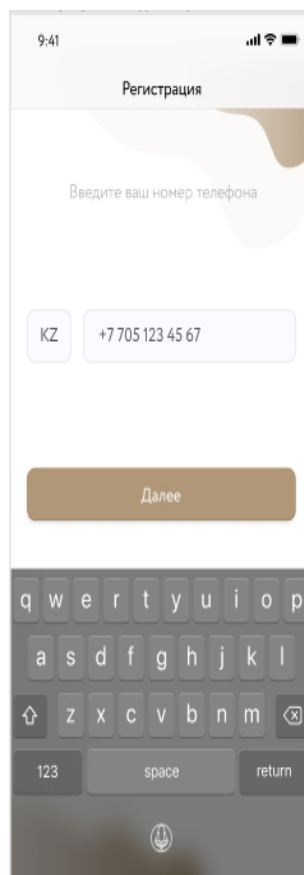 9:41
Регистрация
Введите ваш номер телефона
KZ +7 705 123 45 67
Далее
q w e r t y u i o p
a s d f g h j k l
z x c v b n m
123 space return